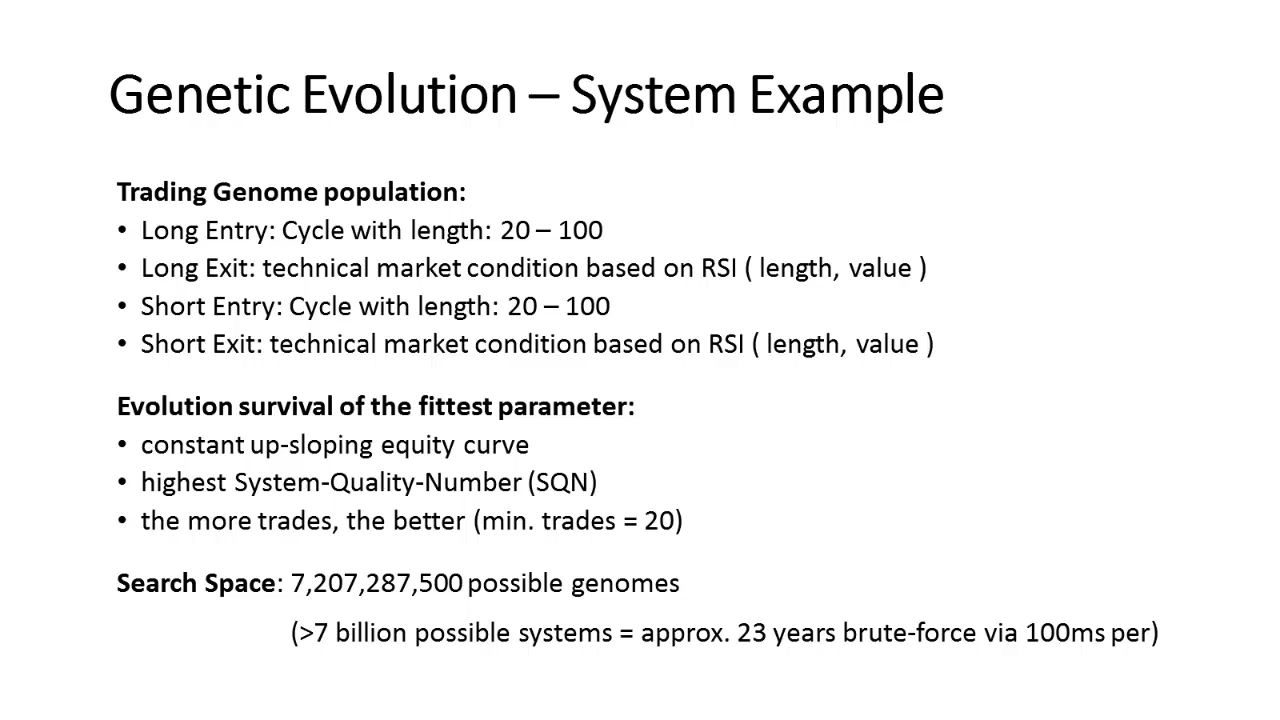 Genetic Evolution – System Example
Trading Genome population:
• Long Entry: Cycle with length: 20 – 100
• Long Exit: technical market condition based on RSI ( length, value )
• Short Entry: Cycle with length: 20 – 100
• Short Exit: technical market condition based on RSI ( length, value )
Evolution survival of the fittest parameter:
• constant up-sloping equity curve
• highest System-Quality-Number (SQN)
• the more trades, the better (min. trades = 20)
Search Space: 7,207,287,500 possible genomes
(>7 billion possible systems = approx. 23 years brute-force via 100ms per)